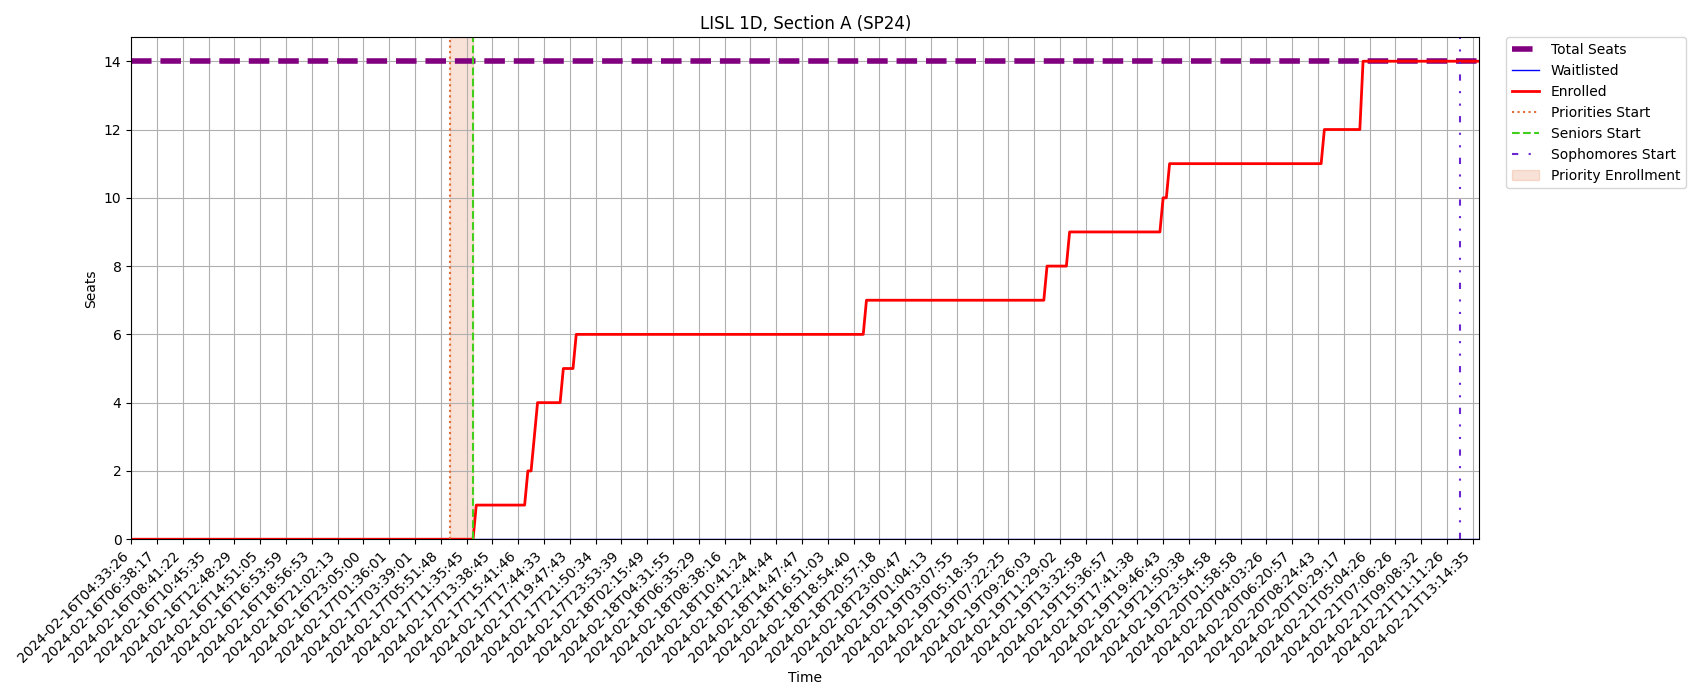 LISL 1D, Section A (SP24)
Total Seats
Waitlisted
Enrolled
Priorities Start
Seniors Start
Sophomores Start
Priority Enrollment
Seats
14
12
10
8
6
4
2
0
2024-02-16T04:33:26
2024-02-16T06:38:17
2024-02-16T08:41:22
2024-02-16T10:45:35
2024-02-16T12:48:29
2024-02-16T14:51:05
2024-02-16T16:53:59
2024-02-16T18:56:53
2024-02-16T21:02:13
2024-02-16T23:05:00
2024-02-17T01:36:01
2024-02-17T03:39:01
2024-02-17T05:51:48
2024-02-17T11:35:45
2024-02-17T13:38:45
2024-02-17T15:41:46
2024-02-17T17:44:33
2024-02-17T19:47:43
2024-02-17T21:50:34
2024-02-17T23:53:39
2024-02-18T02:15:49
2024-02-18T04:31:55
2024-02-18T06:35:29
2024-02-18T08:38:16
2024-02-18T10:41:24
2024-02-18T12:44:44
2024-02-18T14:47:47
2024-02-18T16:51:03
2024-02-18T18:54:40
2024-02-18T20:57:18
2024-02-18T23:00:47
2024-02-19T01:04:13
2024-02-19T03:07:55
2024-02-19T05:18:35
2024-02-19T07:22:25
2024-02-19T09:26:03
2024-02-19T11:29:02
2024-02-19T13:32:58
2024-02-19T15:36:57
2024-02-19T17:41:38
2024-02-19T19:46:43
2024-02-19T21:50:38
2024-02-19T23:54:58
2024-02-20T01:58:58
2024-02-20T04:03:26
2024-02-20T06:20:57
2024-02-20T08:24:43
2024-02-20T10:29:17
2024-02-21T05:04:26
2024-02-21T07:06:26
2024-02-21T09:08:32
2024-02-21T11:11:26
2024-02-21T13:14:35
Time